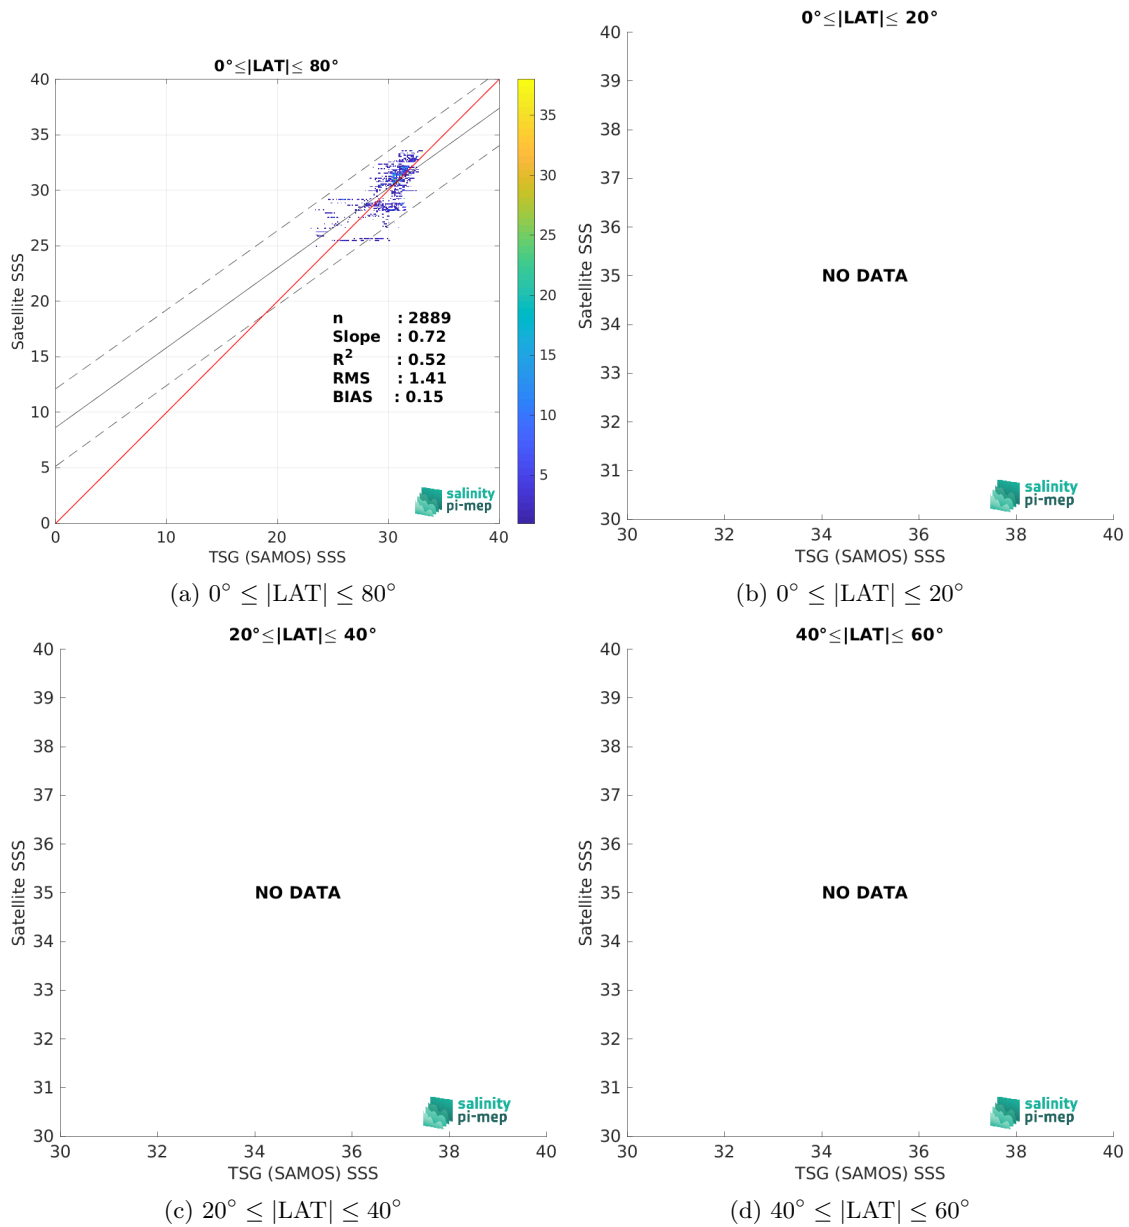 0°≤|LAT|≤ 80°
40
35
30
25
20
15
10
5
0
0
10
20
30
40
Satellite SSS
TSG (SAMOS) SSS
n : 2889
Slope : 0.72
R² : 0.52
RMS : 1.41
BIAS : 0.15
salinity
pi-mep
35
30
25
20
15
10
5
(a) 0° ≤ |LAT| ≤ 80°
0°≤|LAT|≤ 20°
40
39
38
37
36
35
34
33
32
31
30
30
32
34
36
38
40
Satellite SSS
NO DATA
TSG (SAMOS) SSS
salinity
pi-mep
(b) 0° ≤ |LAT| ≤ 20°
20°≤|LAT|≤ 40°
40
39
38
37
36
35
34
33
32
31
30
30
32
34
36
38
40
Satellite SSS
NO DATA
TSG (SAMOS) SSS
salinity
pi-mep
(c) 20° ≤ |LAT| ≤ 40°
40°≤|LAT|≤ 60°
40
39
38
37
36
35
34
33
32
31
30
30
32
34
36
38
40
Satellite SSS
NO DATA
TSG (SAMOS) SSS
salinity
pi-mep
(d) 40° ≤ |LAT| ≤ 60°